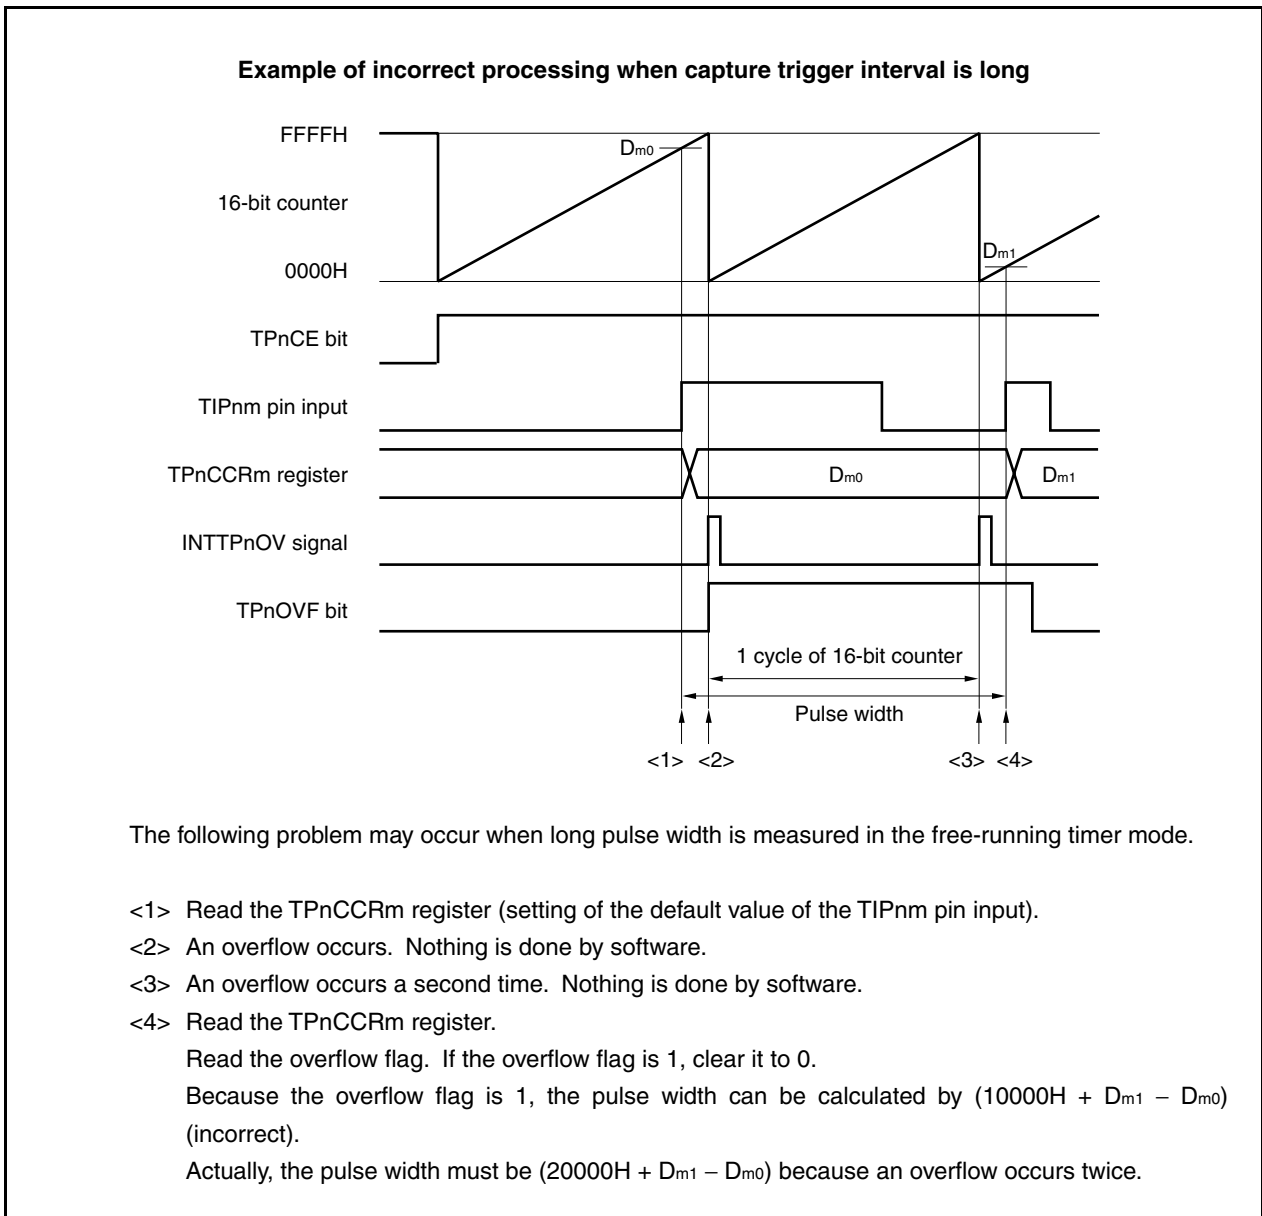 Example of incorrect processing when capture trigger interval is long
FFFFH
Dm0
16-bit counter
Dm1
0000H
TPnCE bit
TIPnm pin input
TPnCCRm register
Dm0
Dm1
INTTPnOV signal
TPnOVF bit
1 cycle of 16-bit counter
Pulse width
<1> <2> <3> <4>
The following problem may occur when long pulse width is measured in the free-running timer mode.
<1> Read the TPnCCRm register (setting of the default value of the TIPnm pin input).
<2> An overflow occurs. Nothing is done by software.
<3> An overflow occurs a second time. Nothing is done by software.
<4> Read the TPnCCRm register.
Read the overflow flag. If the overflow flag is 1, clear it to 0.
Because the overflow flag is 1, the pulse width can be calculated by (10000H + Dm1 − Dm0)
(incorrect).
Actually, the pulse width must be (20000H + Dm1 − Dm0) because an overflow occurs twice.